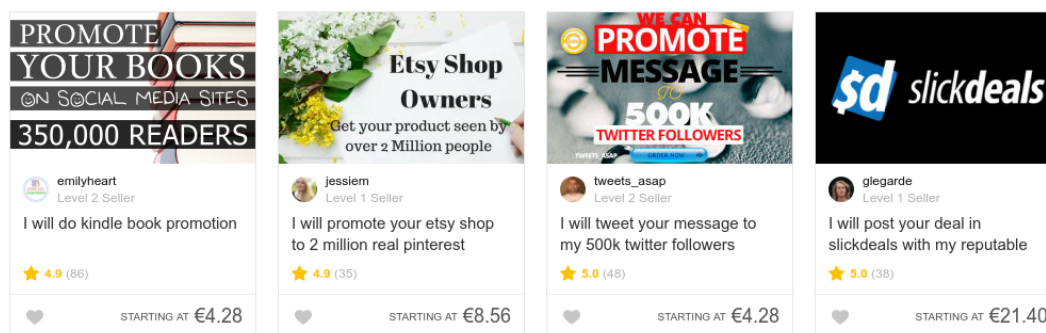 PROMOTE
YOUR BOOKS
ON SOCIAL MEDIA SITES
350,000 READERS
emilyheart
Level 2 Seller
I will do kindle book promotion
4.9 (86)
STARTING AT €4.28
Etsy Shop
Owners
Get your product seen by
over 2 Million people
jessiem
Level 1 Seller
I will promote your etsy shop
to 2 million real pinterest
4.9 (35)
STARTING AT €8.56
WE CAN
PROMOTE
MESSAGE
TO
500K
TWITTER FOLLOWERS
TWEETS_ASAP
ORDER NOW
tweets_asap
Level 2 Seller
I will tweet your message to
my 500k twitter followers
5.0 (48)
STARTING AT €4.28
$d slickdeals
glegarde
Level 1 Seller
I will post your deal in
slickdeals with my reputable
5.0 (38)
STARTING AT €21.40